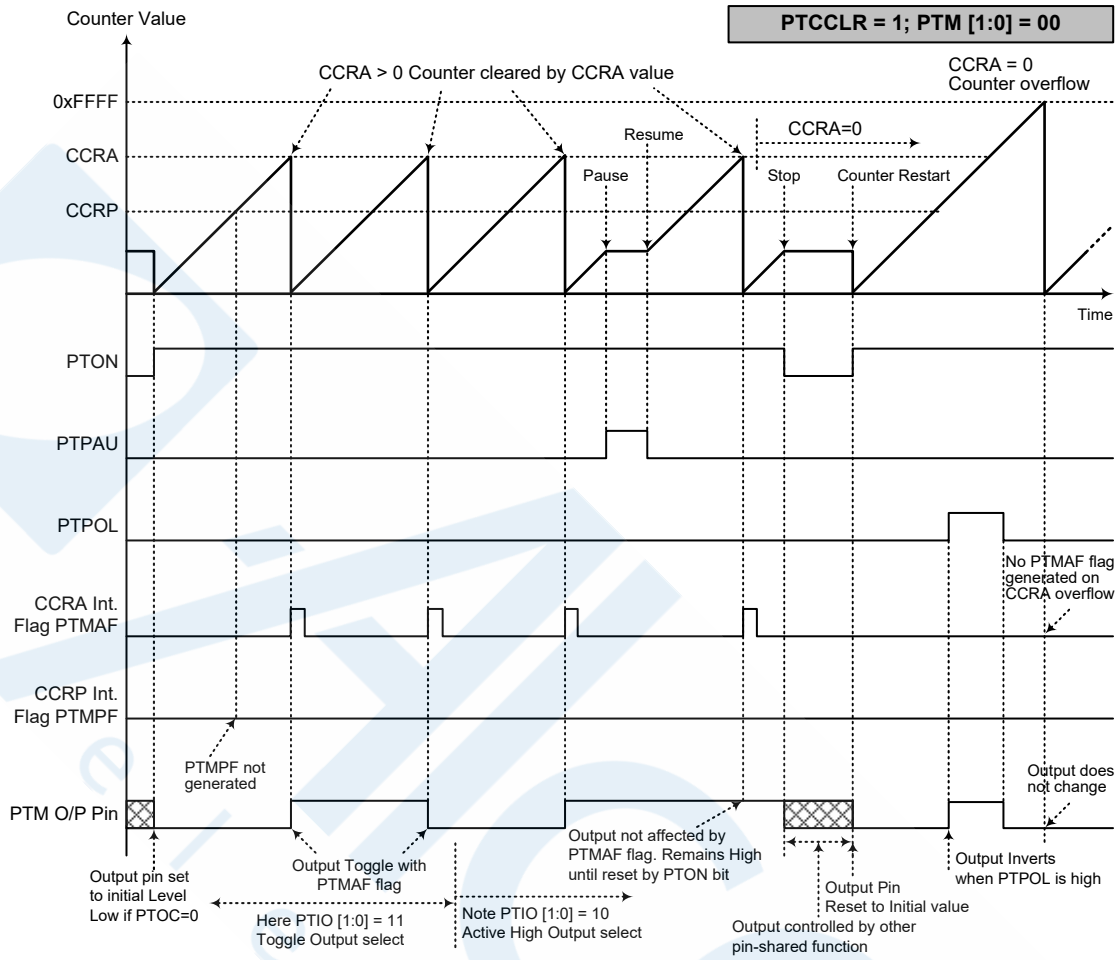 Counter Value
PTCCLR = 1; PTM [1:0] = 00
CCRA > 0 Counter cleared by CCRA value
CCRA = 0
Counter overflow
0xFFFF
Resume
CCRA=0
CCRA
Pause
Stop
Counter Restart
CCRP
Time
PTON
PTPAU
PTPOL
No PTMAF flag
generated on
CCRA overflow
CCRA Int.
Flag PTMAF
CCRP Int.
Flag PTMPF
PTMPF not
generated
Output does
not change
PTM O/P Pin
Output pin set
to initial Level
Low if PTOC=0
Output Toggle with
PTMAF flag
Output not affected by
PTMAF flag. Remains High
until reset by PTON bit
Output Inverts
when PTPOL is high
Output Pin
Reset to Initial value
Here PTIO [1:0] = 11
Toggle Output select
Note PTIO [1:0] = 10
Active High Output select
Output controlled by other
pin-shared function